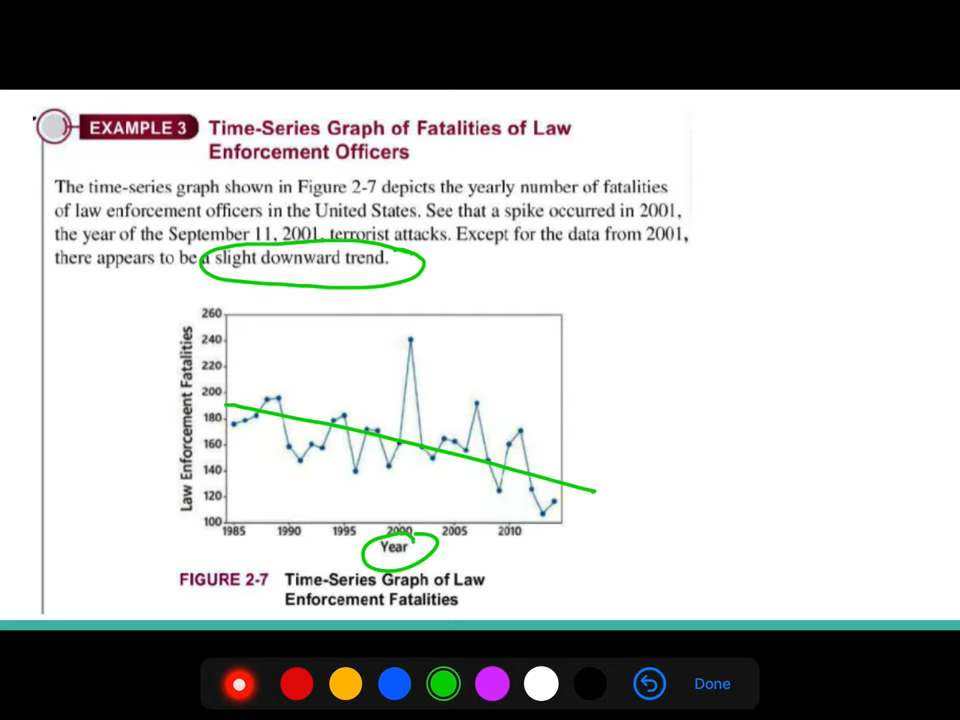 EXAMPLE 3
Time-Series Graph of Fatalities of Law
Enforcement Officers
The time-series graph shown in Figure 2-7 depicts the yearly number of fatalities
of law enforcement officers in the United States. See that a spike occurred in 2001,
the year of the September 11, 2001, terrorist attacks. Except for the data from 2001,
there appears to be a slight downward trend.
260
240
220
200
180
160
140
120
100
Law Enforcement Fatalities
1985 1990 1995 2000 2005 2010
Year
FIGURE 2-7 Time-Series Graph of Law
Enforcement Fatalities
Done